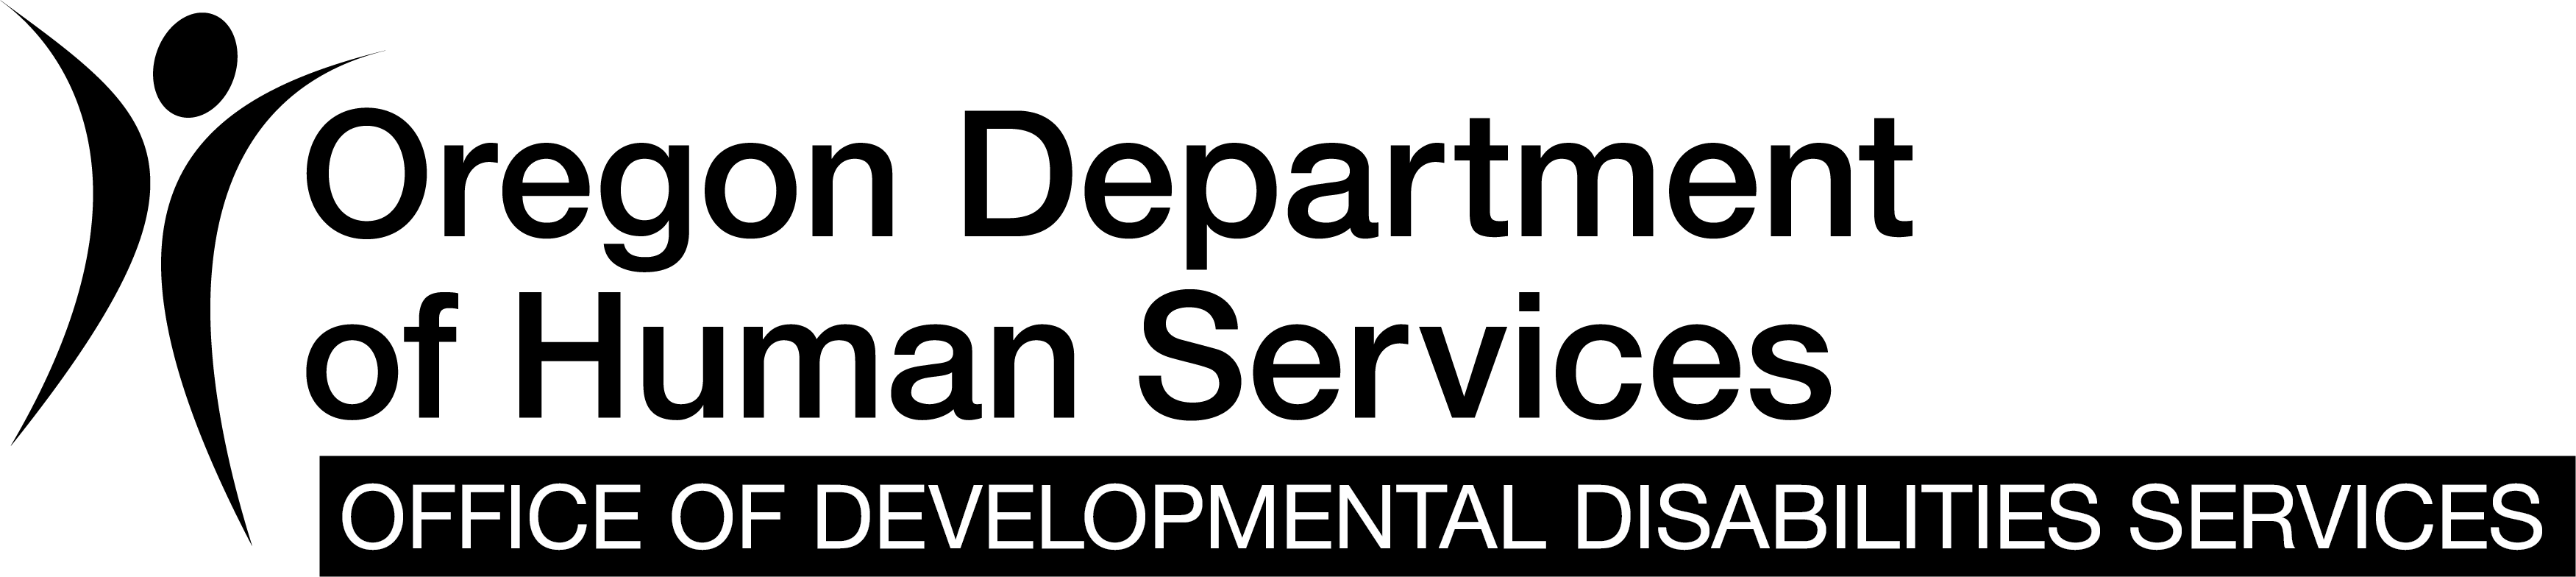 Oregon Department
of Human Services
OFFICE OF DEVELOPMENTAL DISABILITIES SERVICES